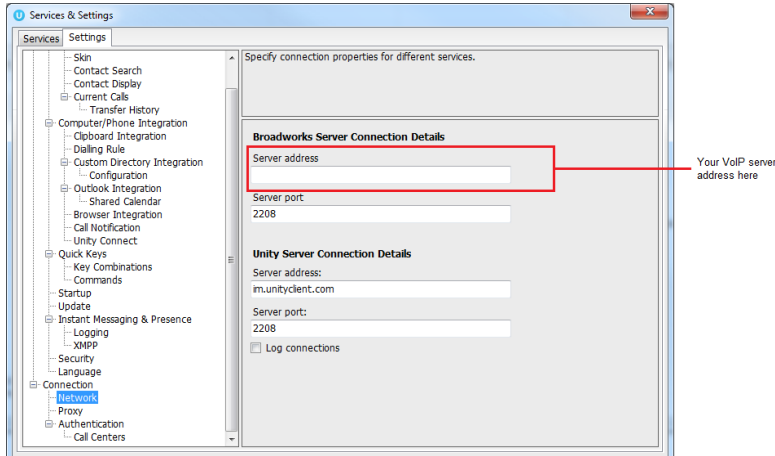 Services & Settings
Services Settings
Skin
Contact Search
Contact Display
Current Calls
Transfer History
Computer/Phone Integration
Clipboard Integration
Dialling Rule
Custom Directory Integration
Configuration
Outlook Integration
Shared Calendar
Browser Integration
Call Notification
Unity Connect
Quick Keys
Key Combinations
Commands
Startup
Update
Instant Messaging & Presence
Logging
XMPP
Security
Language
Connection
Network
Proxy
Authentication
Call Centers
Specify connection properties for different services.
Broadworks Server Connection Details
Server address
Server port
2208
Unity Server Connection Details
Server address:
im.unityclient.com
Server port:
2208
Log connections
Your VoIP server
address here